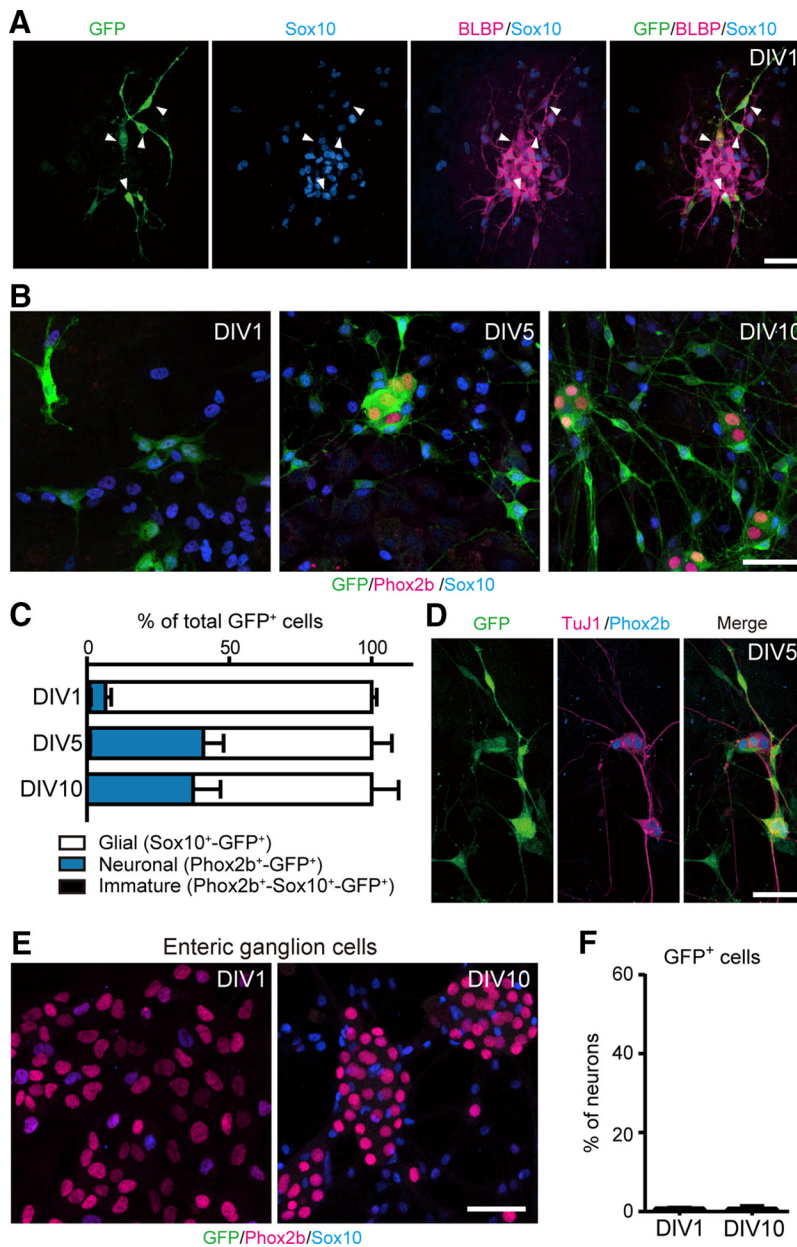 A
GFP
Sox10
BLBP/Sox10
GFP/BLBP/Sox10
DIV1
B
DIV1
DIV5
DIV10
GFP/Phox2b/Sox10
C
% of total GFP⁺ cells
0 50 100
DIV1
DIV5
DIV10
Glial (Sox10⁺-GFP⁺)
Neuronal (Phox2b⁺-GFP⁺)
Immature (Phox2b⁺-Sox10⁺-GFP⁺)
D
GFP
TuJ1/Phox2b
Merge
DIV5
E
Enteric ganglion cells
DIV1
DIV10
GFP/Phox2b/Sox10
F
GFP⁺ cells
% of neurons
60
40
20
0
DIV1 DIV10